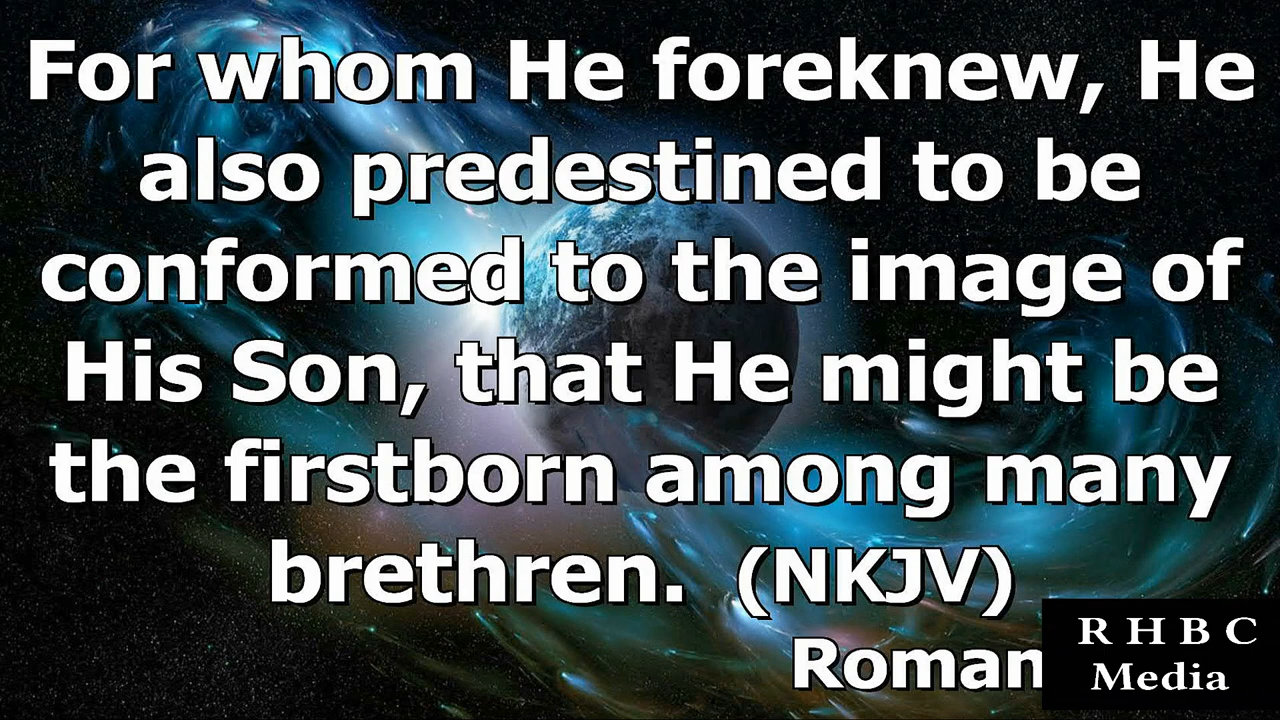 For whom He foreknew, He
also predestined to be
conformed to the image of
His Son, that He might be
the firstborn among many
brethren. (NKJV)
Roman
R H B C
Media